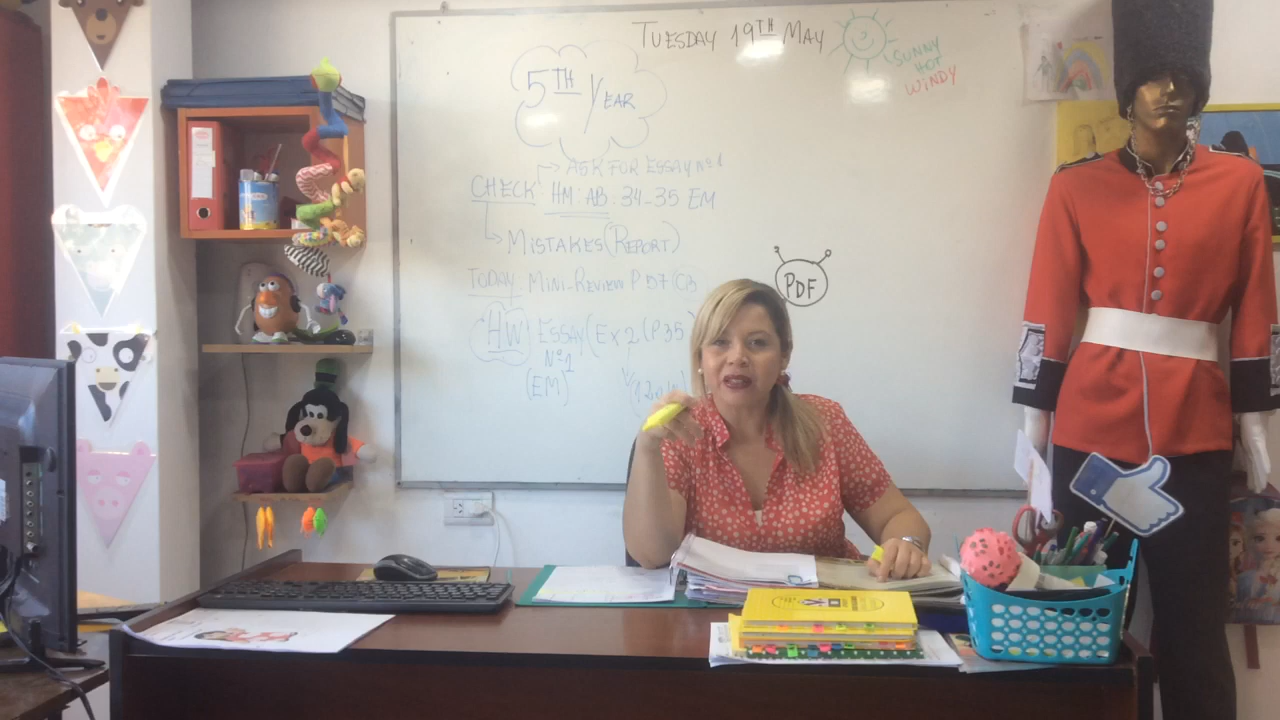 TUESDAY 19TH MAY
SUNNY
HOT
WINDY
5TH YEAR
ASK FOR ESSAY Nº1
CHECK HM: AB: 34-35 EM
MISTAKES (REPORT)
TODAY: MINI-REVIEW P 57 CB
HW ESSAY (EX 2 (P35
Nº1
(EM)
PDF